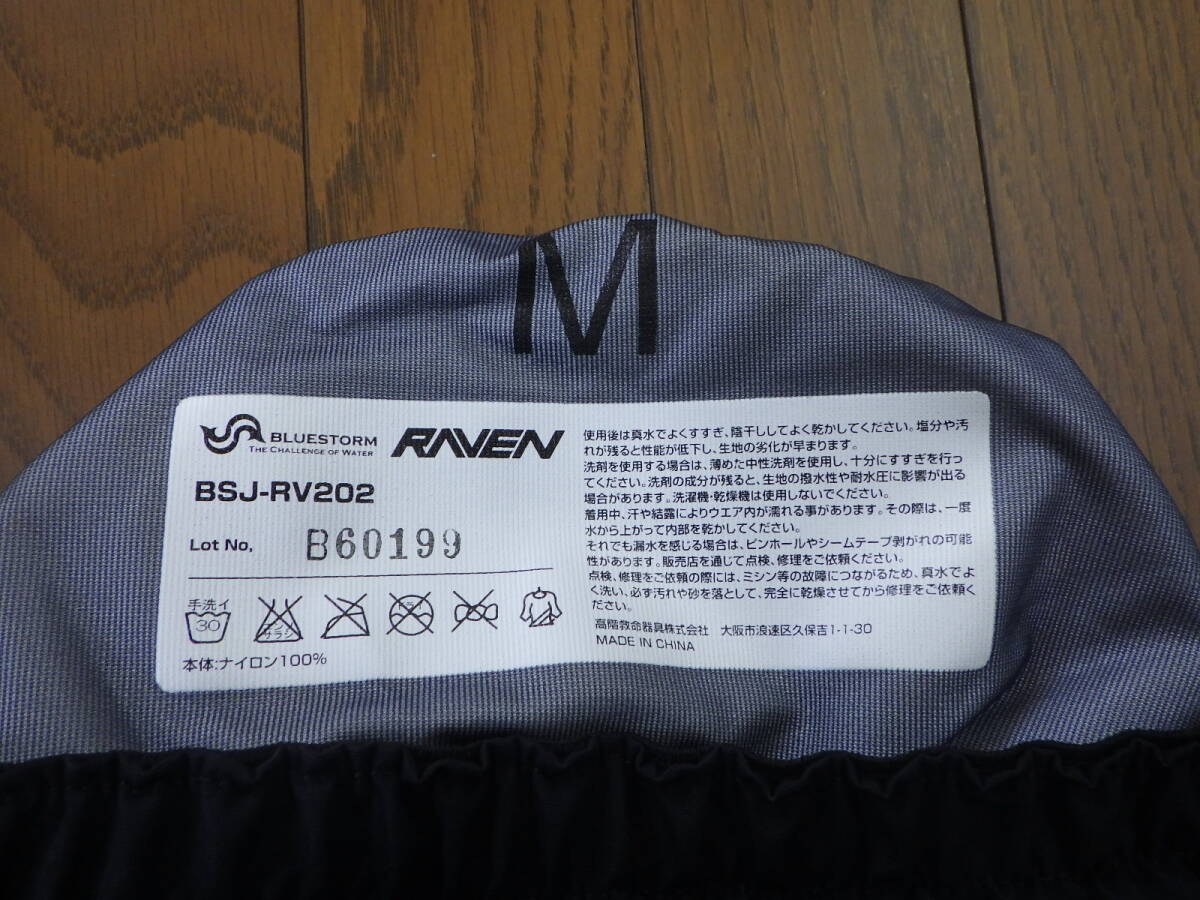 M
BLUESTORM
THE CHALLENGE OF WATER
RAVEN
BSJ-RV202
Lot No. B60199
手洗イ
30
エンソサラシ
ドライ
本体:ナイロン100%
使用後は真水でよくすすぎ、陰干ししてよく乾かしてください。塩分や汚
れが残ると性能が低下し、生地の劣化が早まります。
洗剤を使用する場合は、薄めた中性洗剤を使用し、十分にすすぎを行っ
てください。洗剤の成分が残ると、生地の撥水性や耐水圧に影響が出る
場合があります。洗濯機・乾燥機は使用しないでください。
着用中、汗や結露によりウエア内が濡れる事があります。その際は、一度
水から上がって内部を乾かしてください。
それでも漏水を感じる場合は、ピンホールやシームテープ剥がれの可能
性があります。販売店を通じて点検、修理をご依頼ください。
点検、修理をご依頼の際には、ミシン等の故障につながるため、真水でよ
く洗い、必ず汚れや砂を落として、完全に乾燥させてから修理をご依頼く
ださい。
高階救命器具株式会社 大阪市浪速区久保吉1-1-30
MADE IN CHINA